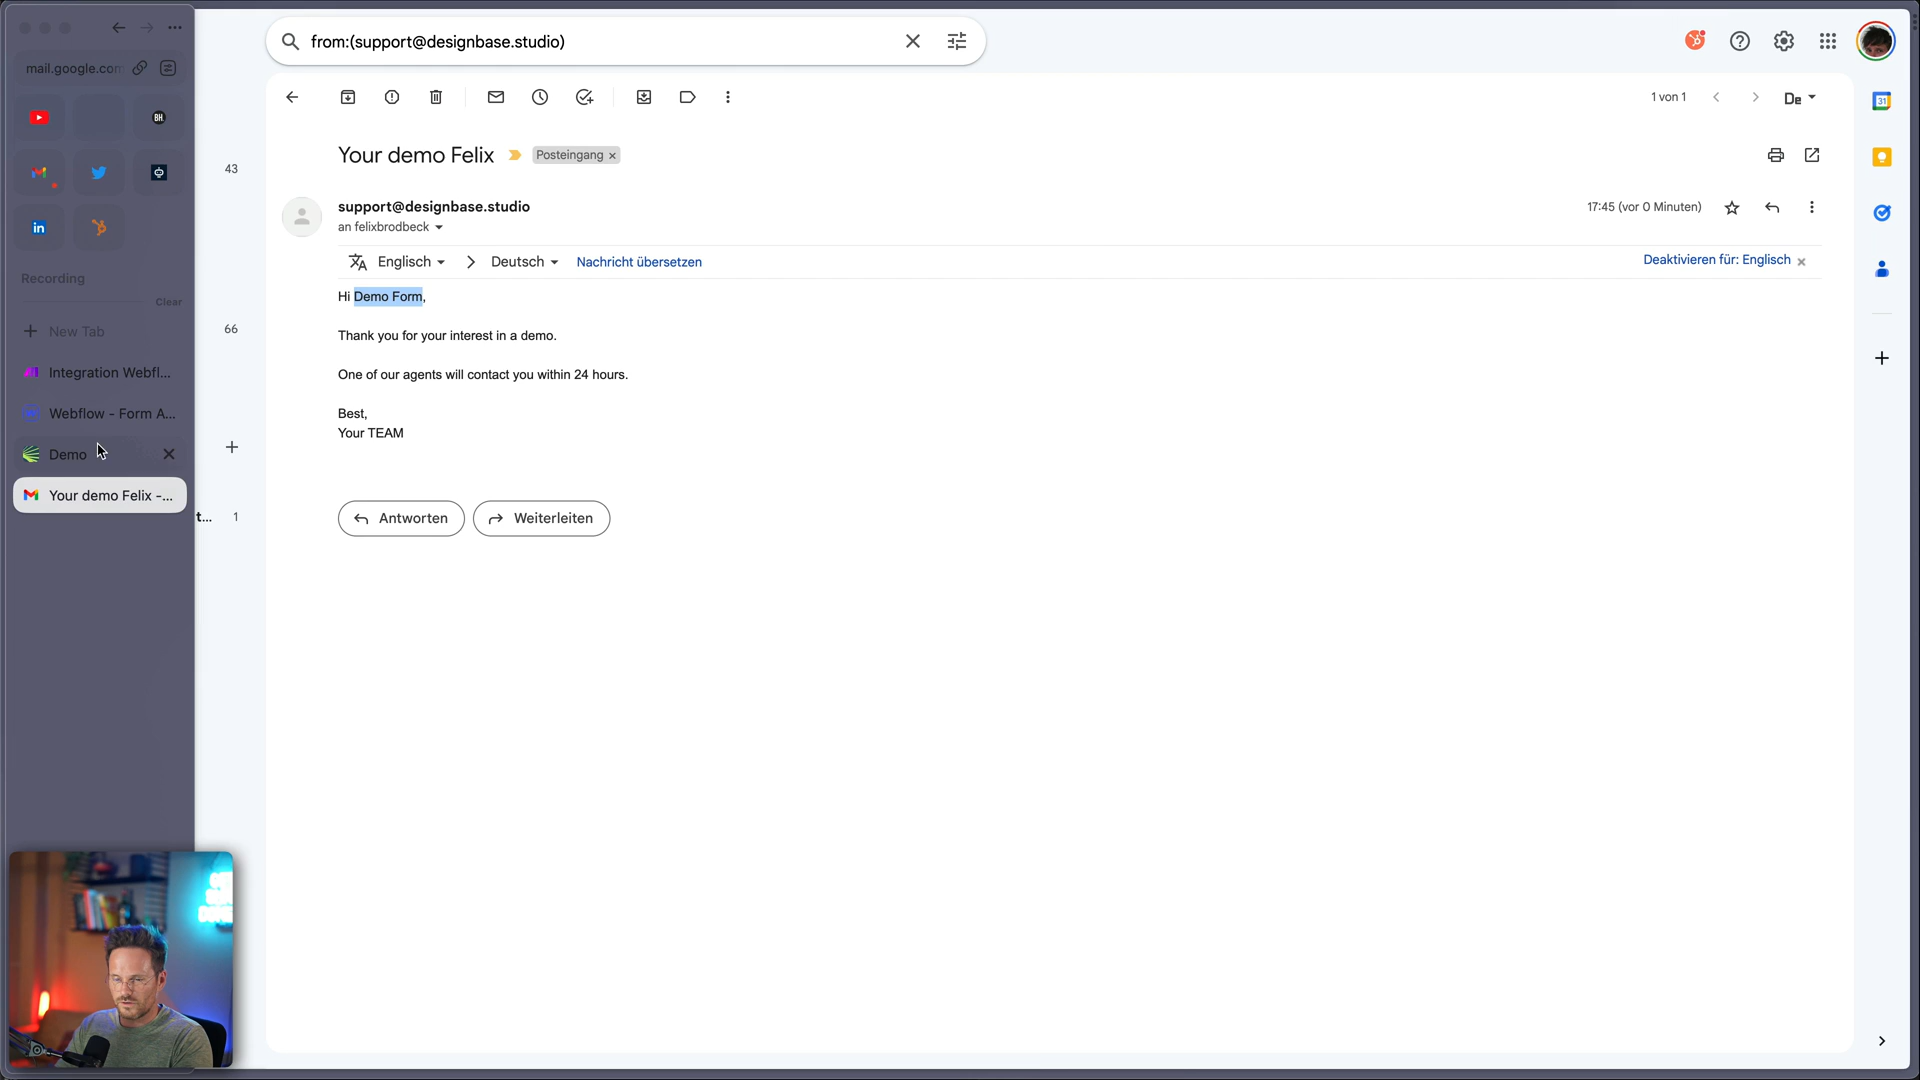 from:(support@designbase.studio)
mail.google.com
BH
31
1 von 1
De
Your demo Felix
Posteingang
43
support@designbase.studio
17:45 (vor 0 Minuten)
an felixbrodbeck
Englisch
Deutsch
Nachricht übersetzen
Deaktivieren für: Englisch
Recording
Clear
Hi Demo Form,
New Tab
66
Thank you for your interest in a demo.
Integration Webfl...
One of our agents will contact you within 24 hours.
Webflow - Form A...
Best,
Your TEAM
Demo
Your demo Felix -...
t...
1
Antworten
Weiterleiten